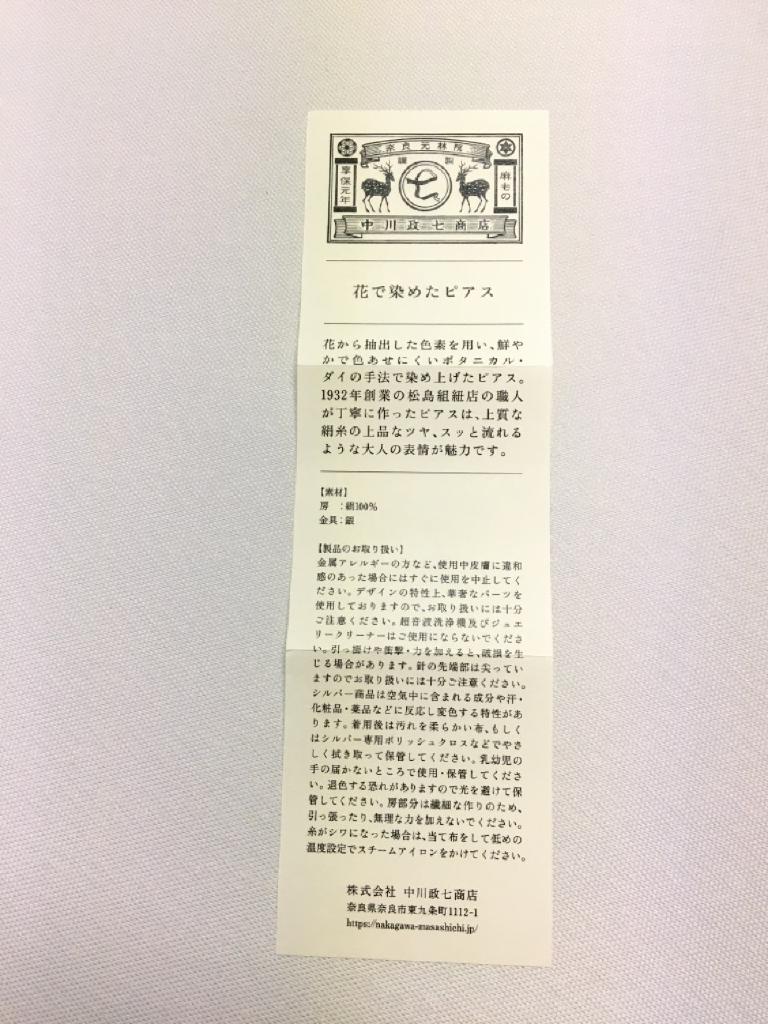 奈良元林院
謹製
享保元年
麻もの
七
中川政七商店
花で染めたピアス
花から抽出した色素を用い、鮮や
かで色あせにくいボタニカル・
ダイの手法で染め上げたピアス。
1932年創業の松島組紐店の職人
が丁寧に作ったピアスは、上質な
絹糸の上品なツヤ、スッと流れる
ような大人の表情が魅力です。
【素材】
房　：絹100%
金具：銀
【製品のお取り扱い】
金属アレルギーの方など、使用中皮膚に違和
感のあった場合にはすぐに使用を中止してく
ださい。デザインの特性上、華奢なパーツを
使用しておりますので、お取り扱いには十分
ご注意ください。超音波洗浄機及びジュエ
リークリーナーはご使用にならないでくださ
い。引っ掛けや衝撃・力を加えると、破損を生
じる場合があります。針の先端部は尖ってい
ますのでお取り扱いには十分ご注意ください。
シルバー商品は空気中に含まれる成分や汗・
化粧品・薬品などに反応し変色する特性があ
ります。着用後は汚れを柔らかい布、もしく
はシルバー専用ポリッシュクロスなどでやさ
しく拭き取って保管してください。乳幼児の
手の届かないところで使用・保管してくださ
い。退色する恐れがありますので光を避けて保
管してください。房部分は繊細な作りのため、
引っ張ったり、無理な力を加えないでください。
糸がシワになった場合は、当て布をして低めの
温度設定でスチームアイロンをかけてください。
株式会社 中川政七商店
奈良県奈良市東九条町1112-1
https://nakagawa-masashichi.jp/